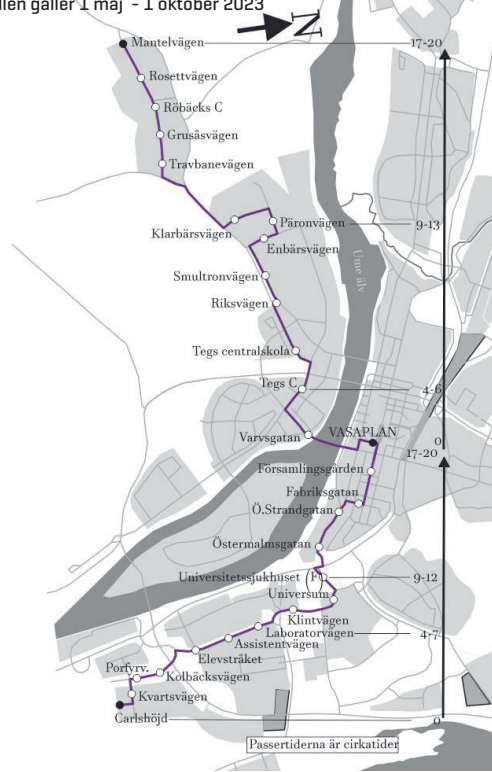 llen gäller 1 maj - 1 oktober 2023
N
Mantelvägen 17-20
Rosettvägen
Röbäcks C
Grusåsvägen
Travbanevägen
Klarbärsvägen
Päronvägen 9-13
Enbärsvägen
Ume älv
Smultronvägen
Riksvägen
Tegs centralskola
Tegs C 4-6
Varvsgatan
VASAPLAN 0
17-20
Församlingsgården
Fabriksgatan
Ö.Strandgatan
Östermalmsgatan
Universitetssjukhuset (F) 9-12
Universum
Klintvägen
Laboratorvägen 4-7
Assistentvägen
Elevstråket
Porfyrv.
Kolbäcksvägen
Kvartsvägen
Carlshöjd 0
Passertiderna är cirkatider